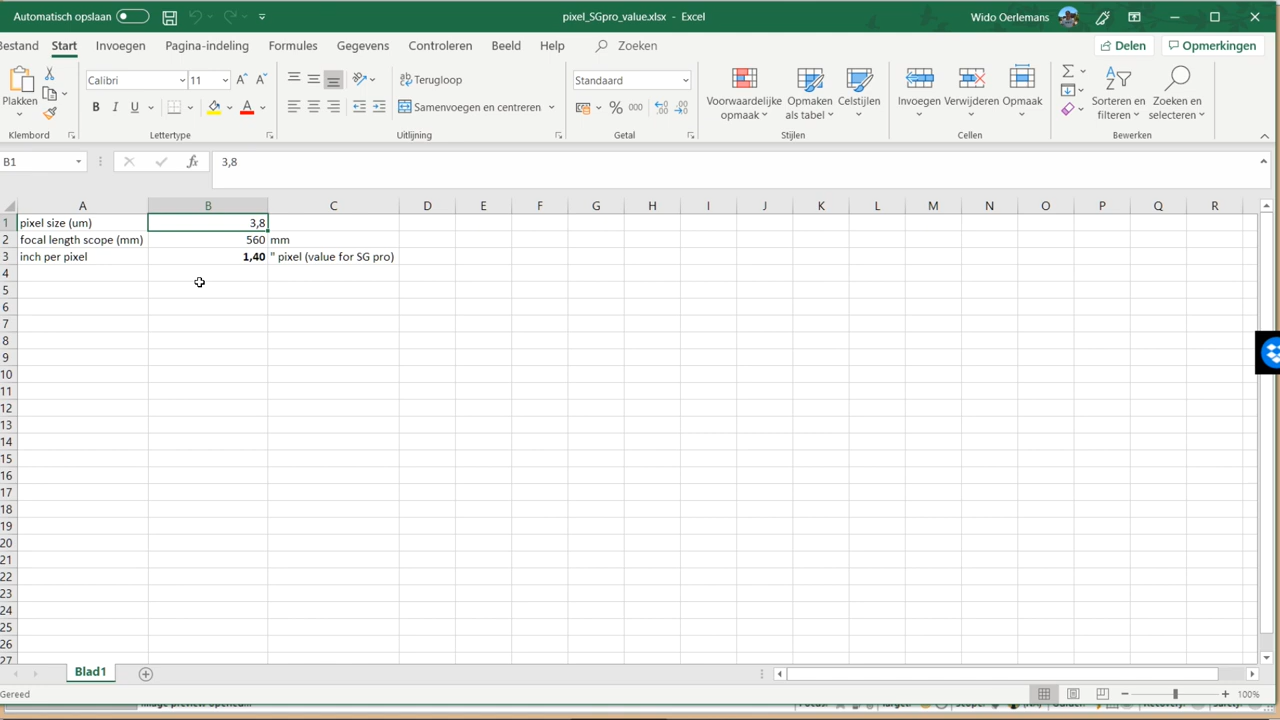 Automatisch opslaan
pixel_SGpro_value.xlsx - Excel
Wido Oerlemans
Bestand Start Invoegen Pagina-indeling Formules Gegevens Controleren Beeld Help Zoeken
Delen Opmerkingen
Plakken
Calibri 11
B I U
Terugloop
Samenvoegen en centreren
Standaard
% 000
Voorwaardelijke opmaak
Opmaken als tabel
Celstijlen
Invoegen Verwijderen Opmaak
Sorteren en filteren
Zoeken en selecteren
Klembord Lettertype Uitlijning Getal Stijlen Cellen Bewerken
B1 fx 3,8
A B C D E F G H I J K L M N O P Q R
1 pixel size (um) 3,8
2 focal length scope (mm) 560 mm
3 inch per pixel 1,40 " pixel (value for SG pro)
4
5
6
7
8
9
10
11
12
13
14
15
16
17
18
19
20
21
22
23
24
25
26
27
Blad1
Gereed
100%
Image preview opened...